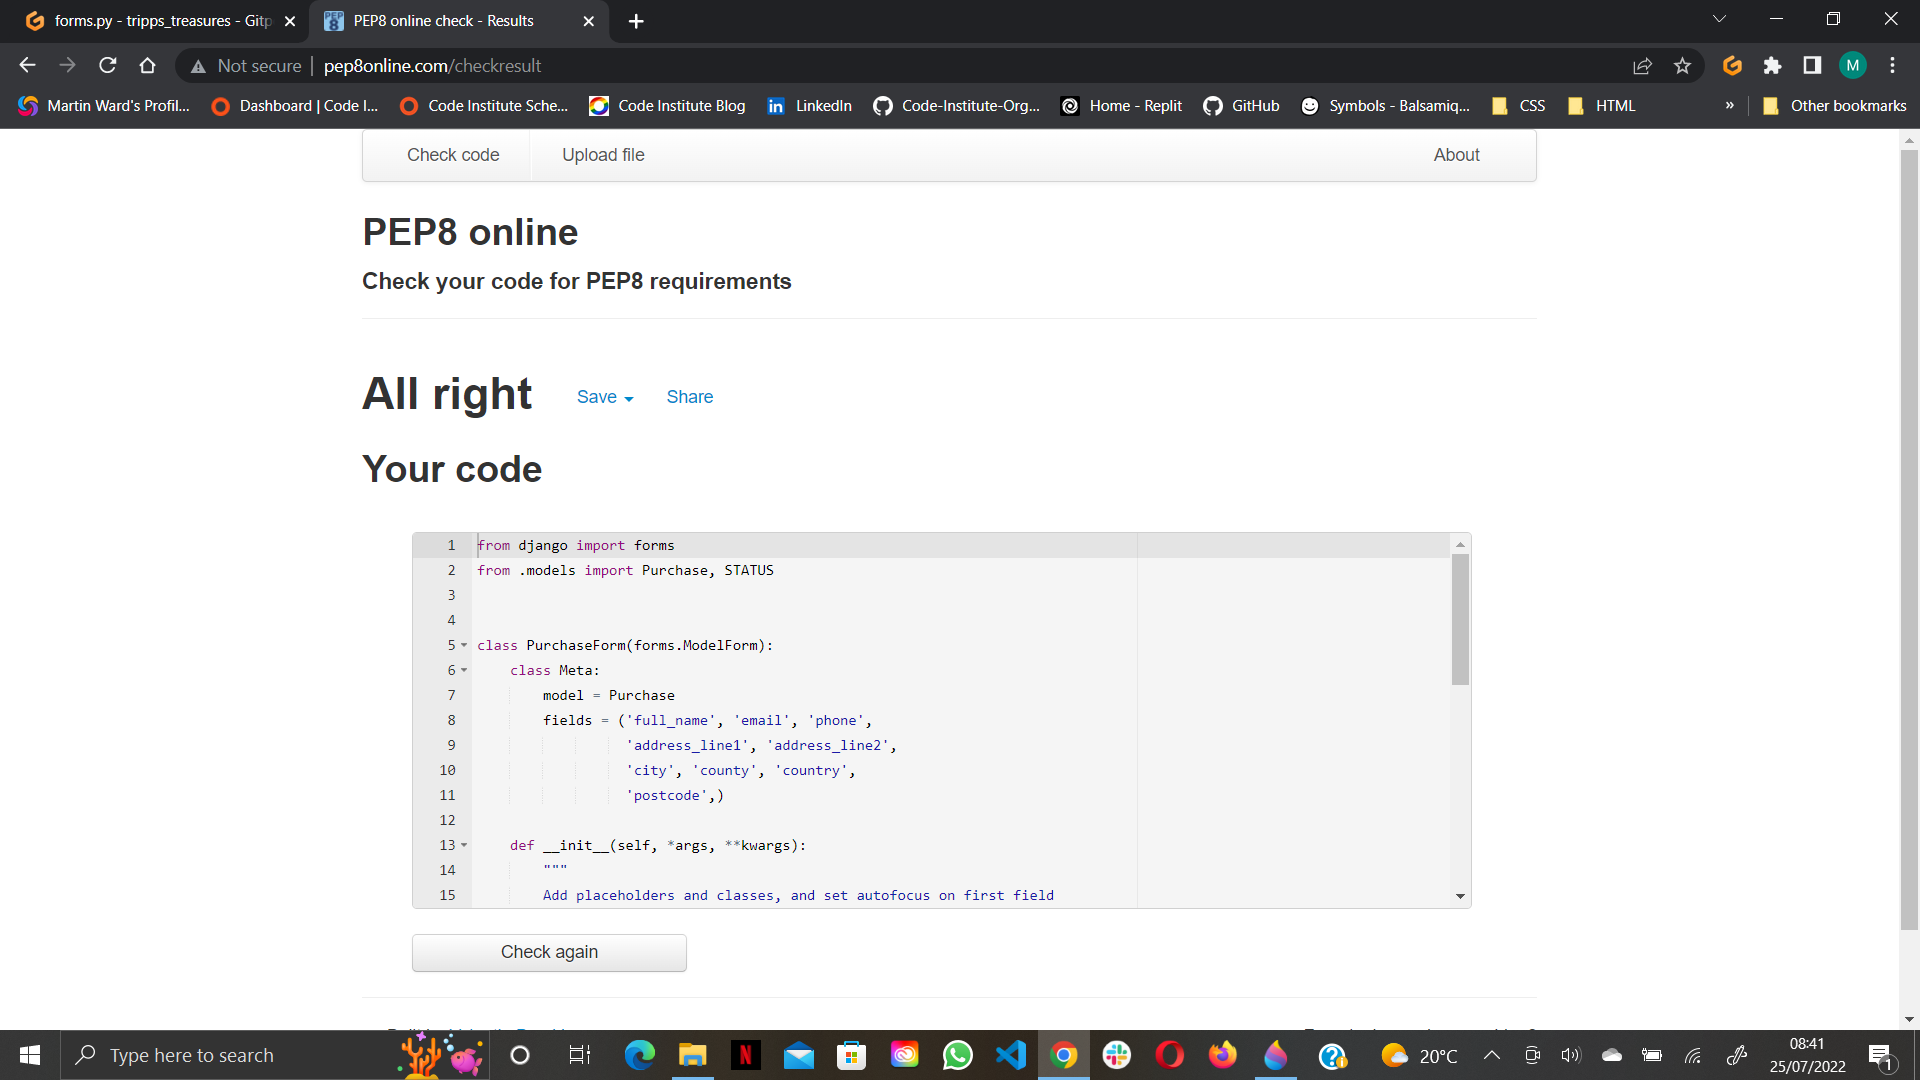 forms.py - tripps_treasures - Gitp
PEP8 online check - Results
Not secure
pep8online.com/checkresult
M
Martin Ward's Profil...
Dashboard | Code I...
Code Institute Sche...
Code Institute Blog
LinkedIn
Code-Institute-Org...
Home - Replit
GitHub
Symbols - Balsamiq...
CSS
HTML
»
Other bookmarks
Check code
Upload file
About
PEP8 online
Check your code for PEP8 requirements
All right
Save
Share
Your code
1 from django import forms
2 from .models import Purchase, STATUS
3
4
5 class PurchaseForm(forms.ModelForm):
6 class Meta:
7 model = Purchase
8 fields = ('full_name', 'email', 'phone',
9 'address_line1', 'address_line2',
10 'city', 'county', 'country',
11 'postcode',)
12
13 def __init__(self, *args, **kwargs):
14 """
15 Add placeholders and classes, and set autofocus on first field
Check again
Type here to search
20°C
08:41
25/07/2022
1